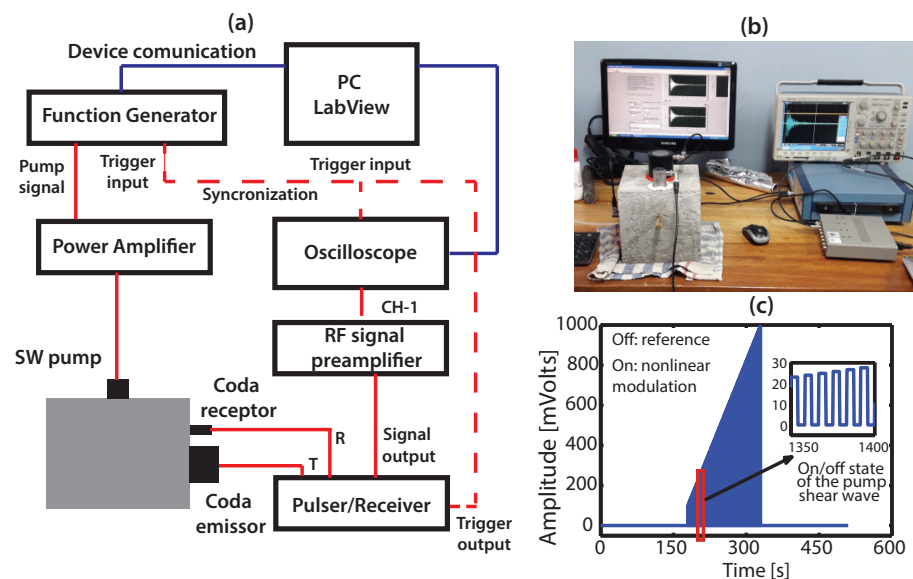 (a)
Device comunication
Function Generator
PC
LabView
Pump
signal
Trigger
input
Trigger input
Syncronization
Power Amplifier
Oscilloscope
CH-1
RF signal
preamplifier
SW pump
Coda
receptor
R
T
Signal
output
Coda
emissor
Pulser/Receiver
Trigger
output
(b)
SAMSUNG
(c)
Amplitude [mVolts]
1000
800
600
400
200
0
Off: reference
On: nonlinear
modulation
30
20
10
0
1350
1400
On/off state
of the pump
shear wave
0
150
300
450
600
Time [s]